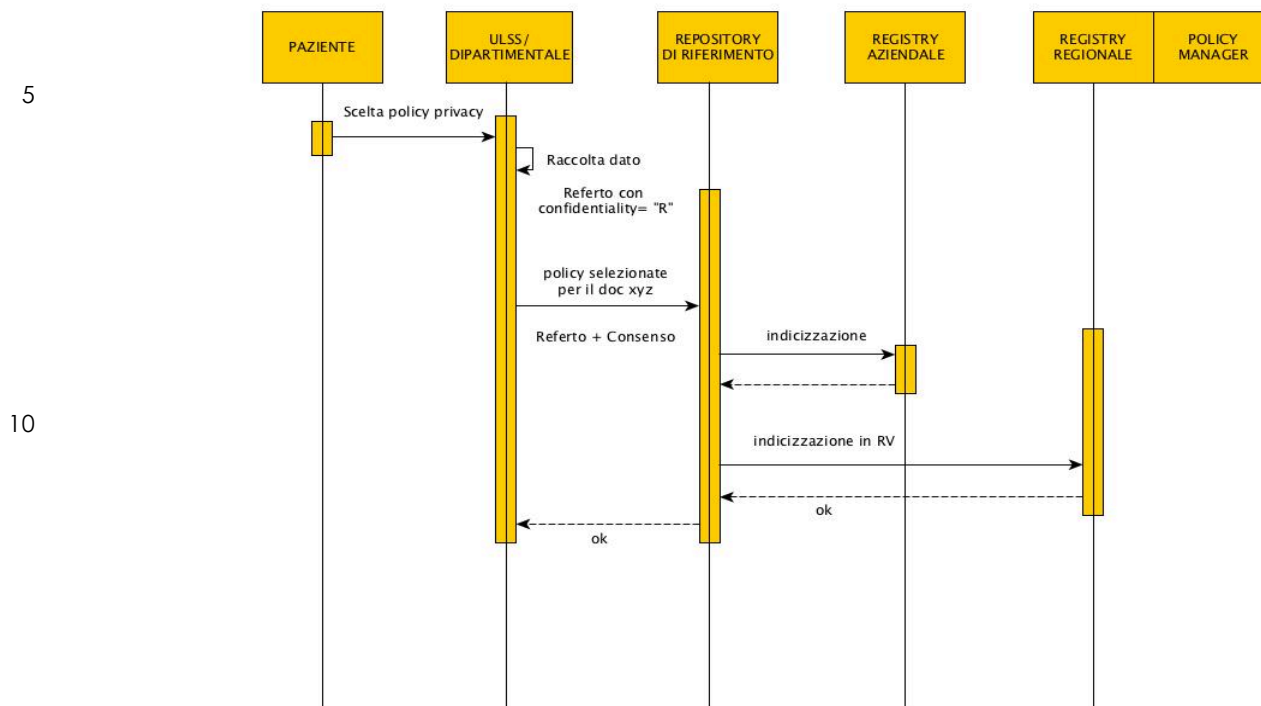 PAZIENTE
ULSS/
DIPARTIMENTALE
REPOSITORY
DI RIFERIMENTO
REGISTRY
AZIENDALE
REGISTRY
REGIONALE
POLICY
MANAGER
5
Scelta policy privacy
Raccolta dato
Referto con
confidentiality= "R"
policy selezionate
per il doc xyz
Referto + Consenso
indicizzazione
10
indicizzazione in RV
ok
ok